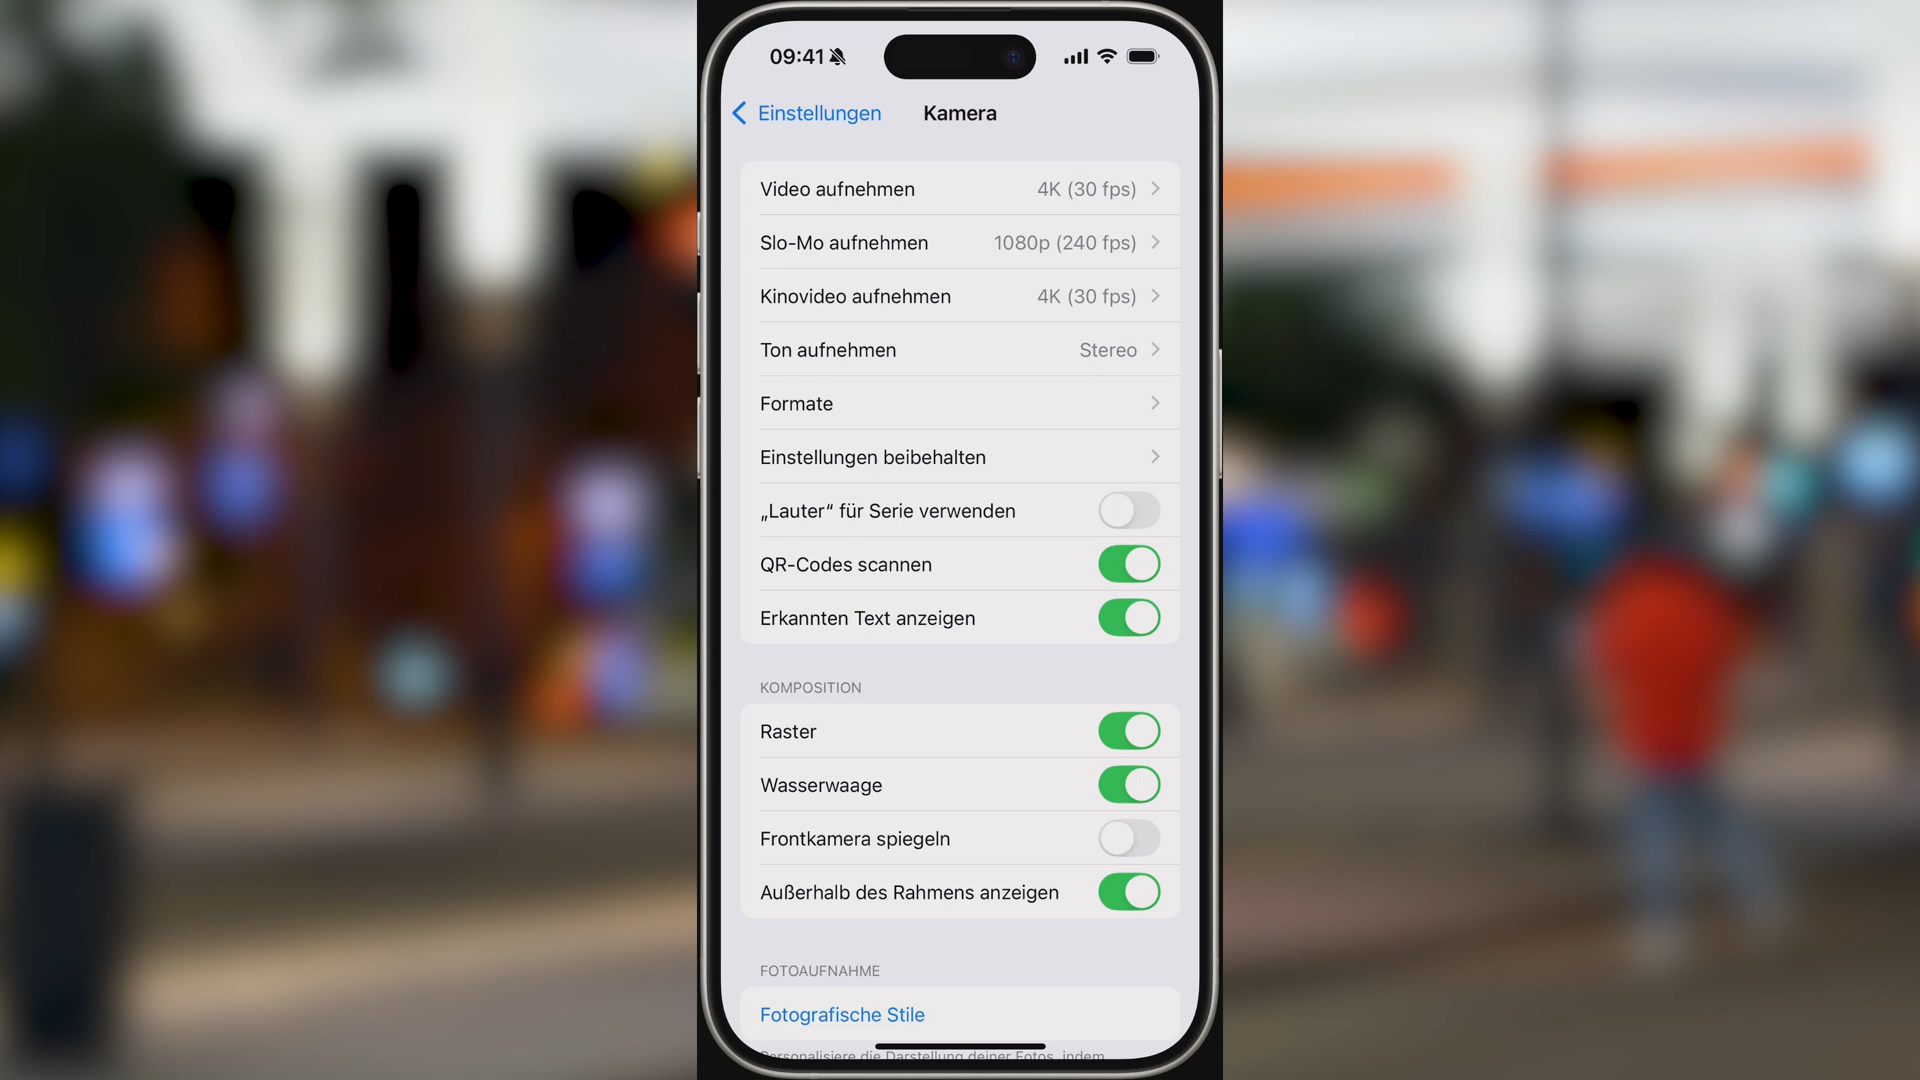 09:41
Einstellungen
Kamera
Video aufnehmen 4K (30 fps)
Slo-Mo aufnehmen 1080p (240 fps)
Kinovideo aufnehmen 4K (30 fps)
Ton aufnehmen Stereo
Formate
Einstellungen beibehalten
„Lauter“ für Serie verwenden
QR-Codes scannen
Erkannten Text anzeigen
KOMPOSITION
Raster
Wasserwaage
Frontkamera spiegeln
Außerhalb des Rahmens anzeigen
FOTOAUFNAHME
Fotografische Stile
Personalisiere die Darstellung deiner Fotos, indem